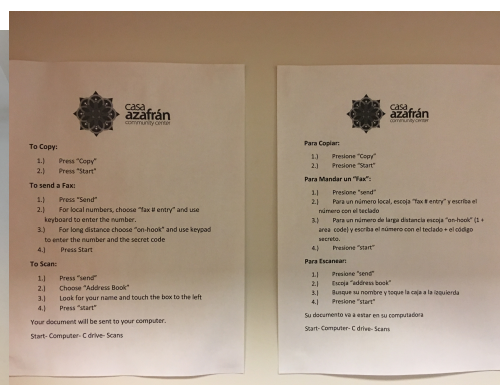 casa
azafrán
community center
To Copy:
1.) Press "Copy"
2.) Press "Start"
To send a Fax:
1.) Press "Send"
2.) For local numbers, choose "fax # entry" and use
keyboard to enter the number.
3.) For long distance choose "on-hook" and use keypad
to enter the number and the secret code
4.) Press Start
To Scan:
1.) Press "send"
2.) Choose "Address Book"
3.) Look for your name and touch the box to the left
4.) Press "start"
Your document will be sent to your computer.
Start- Computer- C drive- Scans
casa
azafrán
community center
Para Copiar:
1.) Presione "Copy"
2.) Presione "Start"
Para Mandar un "Fax":
1.) Presione "send"
2.) Para un número local, escoja "fax # entry" y escriba el
número con el teclado
3.) Para un número de larga distancia escoja "on-hook" (1 +
area code) y escriba el número con el teclado + el código
secreto.
4.) Presione "start"
Para Escanear:
1.) Presione "send"
2.) Escoja "address book"
3.) Busque su nombre y toque la caja a la izquierda
4.) Presione "start"
Su documento va a estar en su computadora
Start- Computer- C drive- Scans